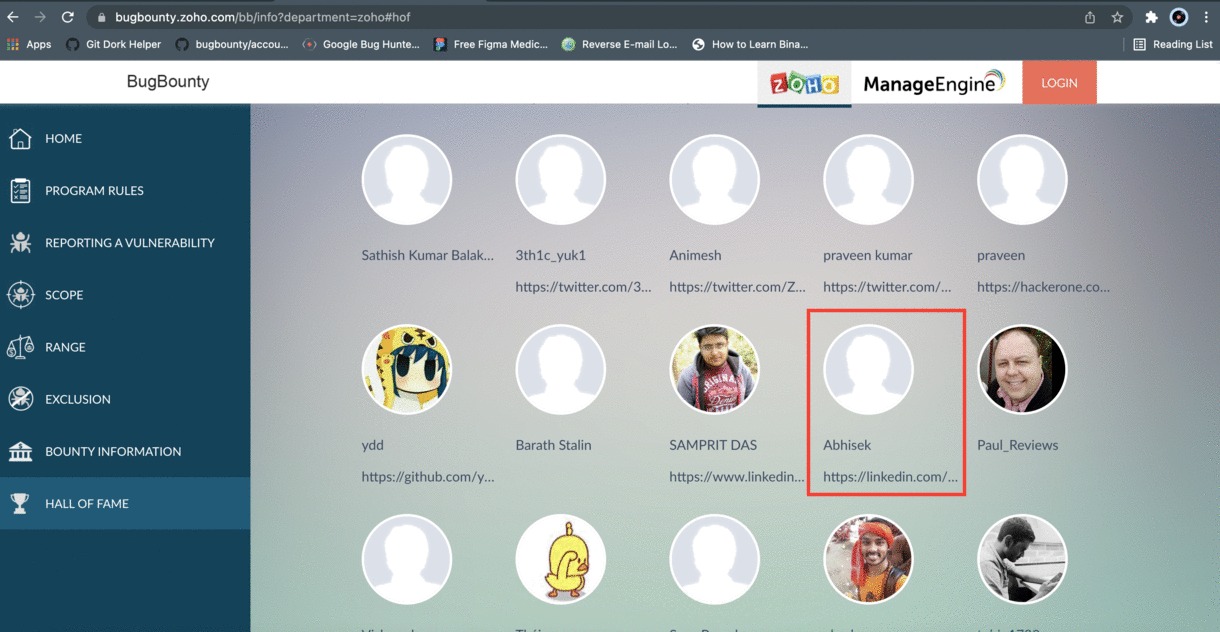 bugbounty.zoho.com/bb/info?department=zoho#hof
Apps Git Dork Helper bugbounty/accou... Google Bug Hunte... Free Figma Medic... Reverse E-mail Lo... How to Learn Bina... Reading List
BugBounty ZOHO ManageEngine LOGIN
HOME
PROGRAM RULES
REPORTING A VULNERABILITY
SCOPE
RANGE
EXCLUSION
BOUNTY INFORMATION
HALL OF FAME
Sathish Kumar Balak... 3th1c_yuk1 Animesh praveen kumar praveen
https://twitter.com/3... https://twitter.com/Z... https://twitter.com/... https://hackerone.co...
ydd Barath Stalin SAMPRIT DAS Abhisek Paul_Reviews
https://github.com/y... https://www.linkedin... https://linkedin.com/...